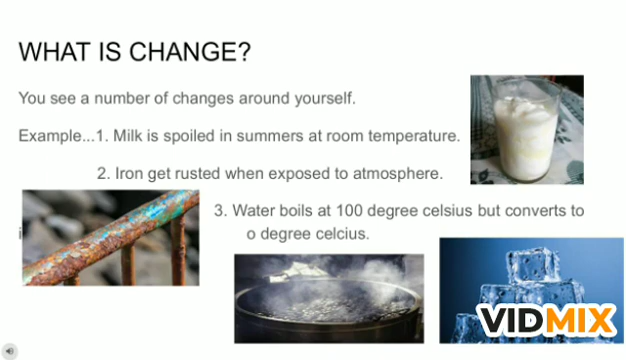 WHAT IS CHANGE?
You see a number of changes around yourself.
Example...1. Milk is spoiled in summers at room temperature.
2. Iron get rusted when exposed to atmosphere.
3. Water boils at 100 degree celsius but converts to
i
o degree celcius.
VIDMIX